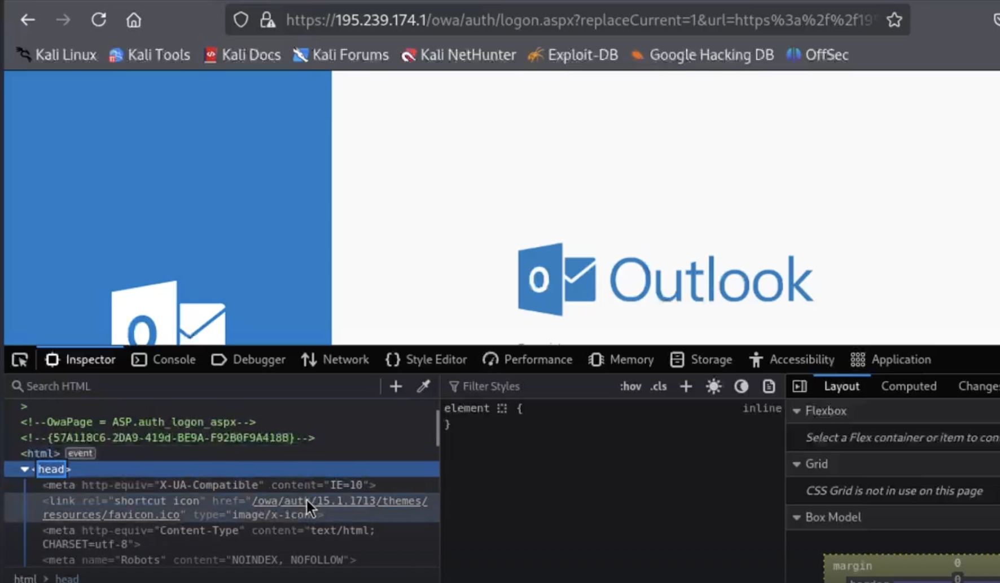 https://195.239.174.1/owa/auth/logon.aspx?replaceCurrent=1&url=https%3a%2f%2f19
Kali Linux Kali Tools Kali Docs Kali Forums Kali NetHunter Exploit-DB Google Hacking DB OffSec
Outlook
Inspector Console Debugger Network Style Editor Performance Memory Storage Accessibility Application
Search HTML
Filter Styles :hov .cls
Layout Computed Changes
>
<!--OwaPage = ASP.auth_logon_aspx-->
<!--{57A118C6-2DA9-419d-BE9A-F92B0F9A418B}-->
<html> event
<head>
<meta http-equiv="X-UA-Compatible" content="IE=10">
<link rel="shortcut icon" href="/owa/auth/15.1.1713/themes/
resources/favicon.ico" type="image/x-icon">
<meta http-equiv="Content-Type" content="text/html;
CHARSET=utf-8">
<meta name="Robots" content="NOINDEX, NOFOLLOW">
html > head
element { inline
}
Flexbox
Select a Flex container or item to con
Grid
CSS Grid is not in use on this page
Box Model
margin 0
0